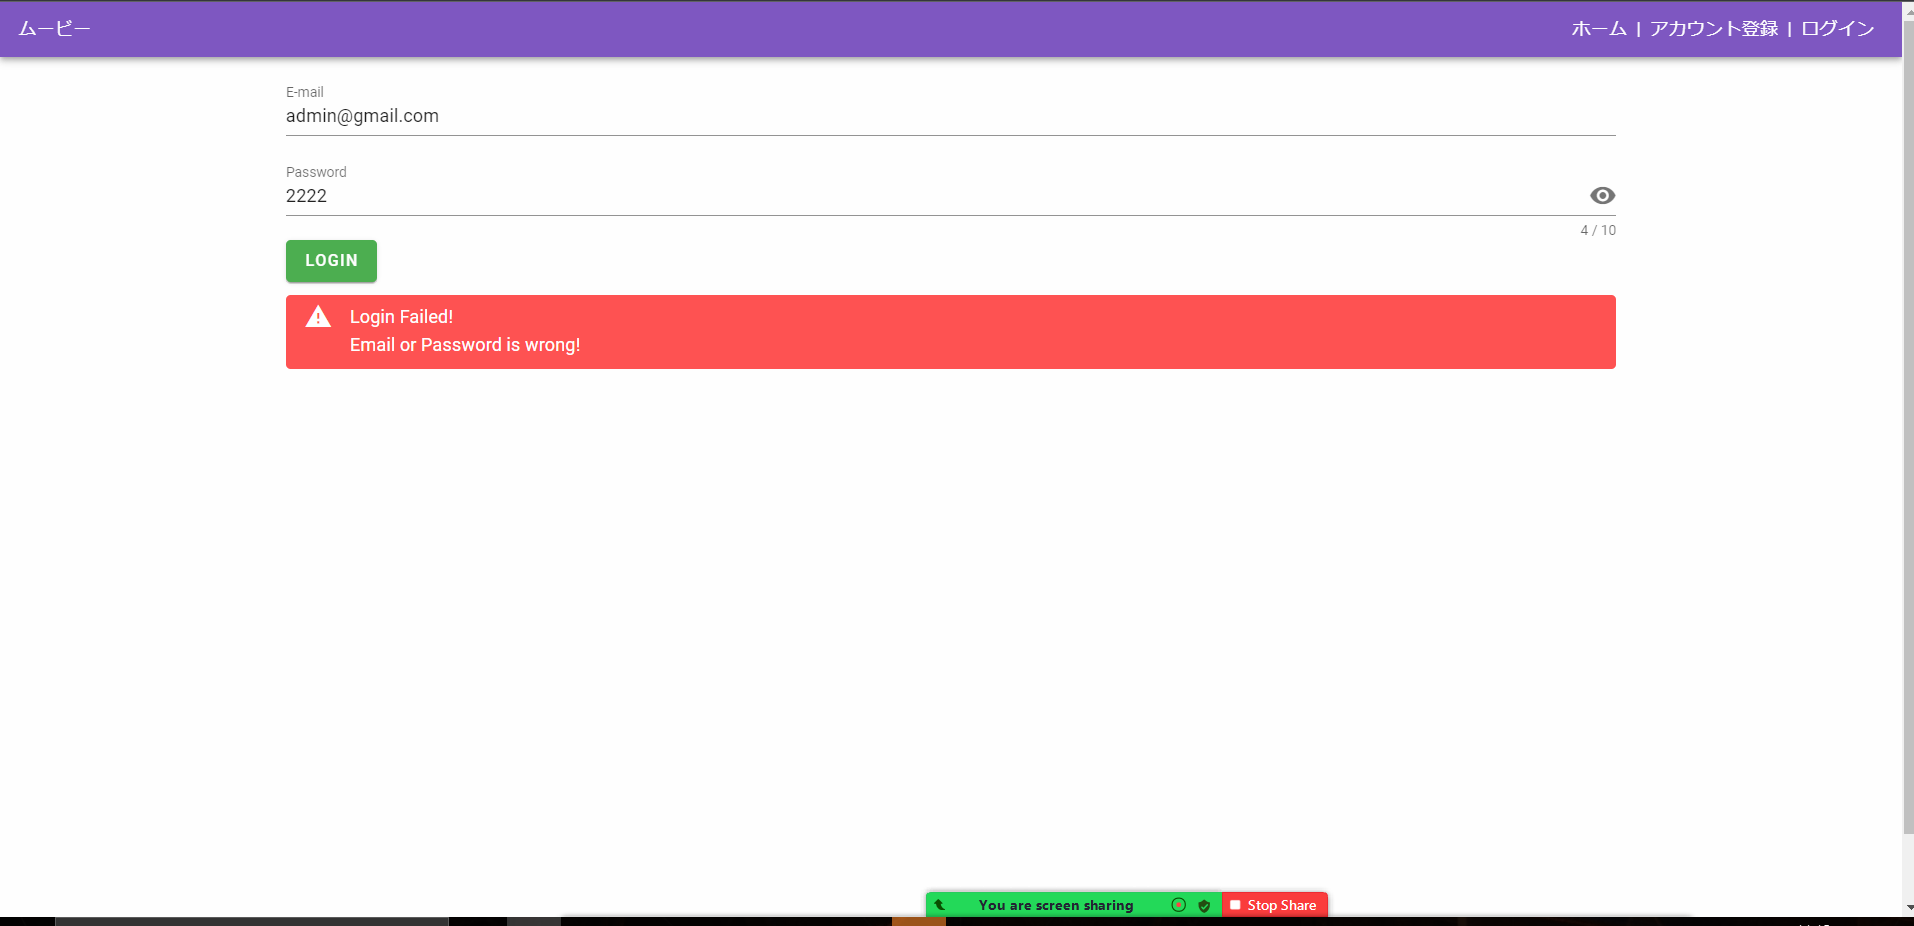 ムービー
ホーム | アカウント登録 | ログイン
E-mail
admin@gmail.com
Password
2222
4 / 10
LOGIN
Login Failed!
Email or Password is wrong!
You are screen sharing
Stop Share